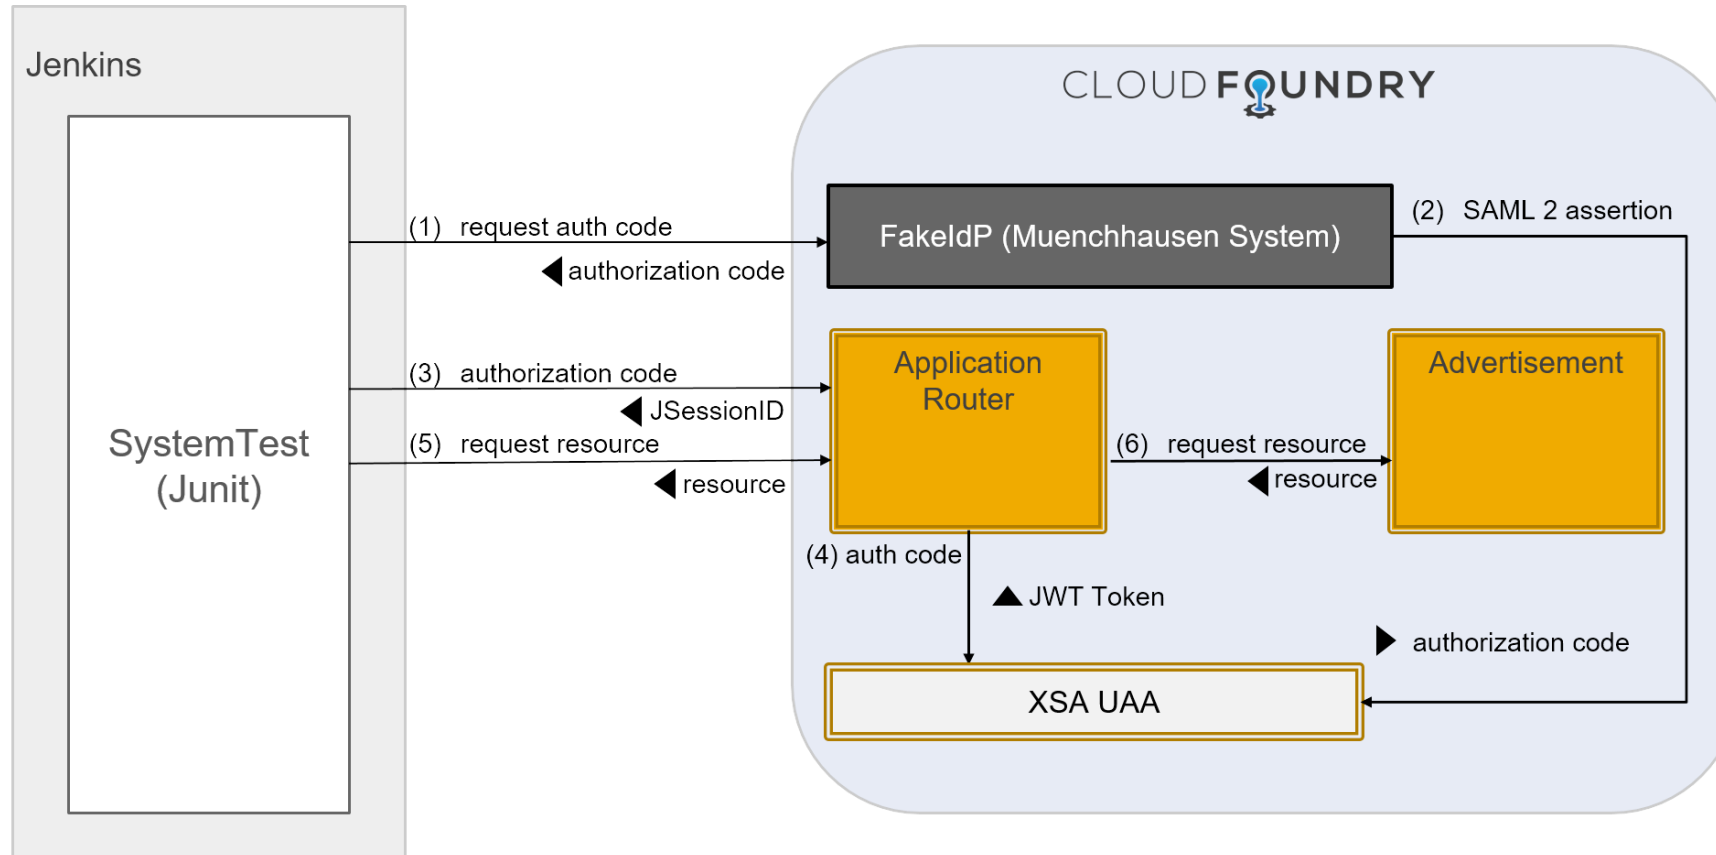 Jenkins
CLOUD FOUNDRY
(1) request auth code
authorization code
FakeIdP (Muenchhausen System)
(2) SAML 2 assertion
Application
Router
Advertisement
(3) authorization code
JSessionID
(5) request resource
resource
(6) request resource
resource
SystemTest
(Junit)
(4) auth code
JWT Token
authorization code
XSA UAA